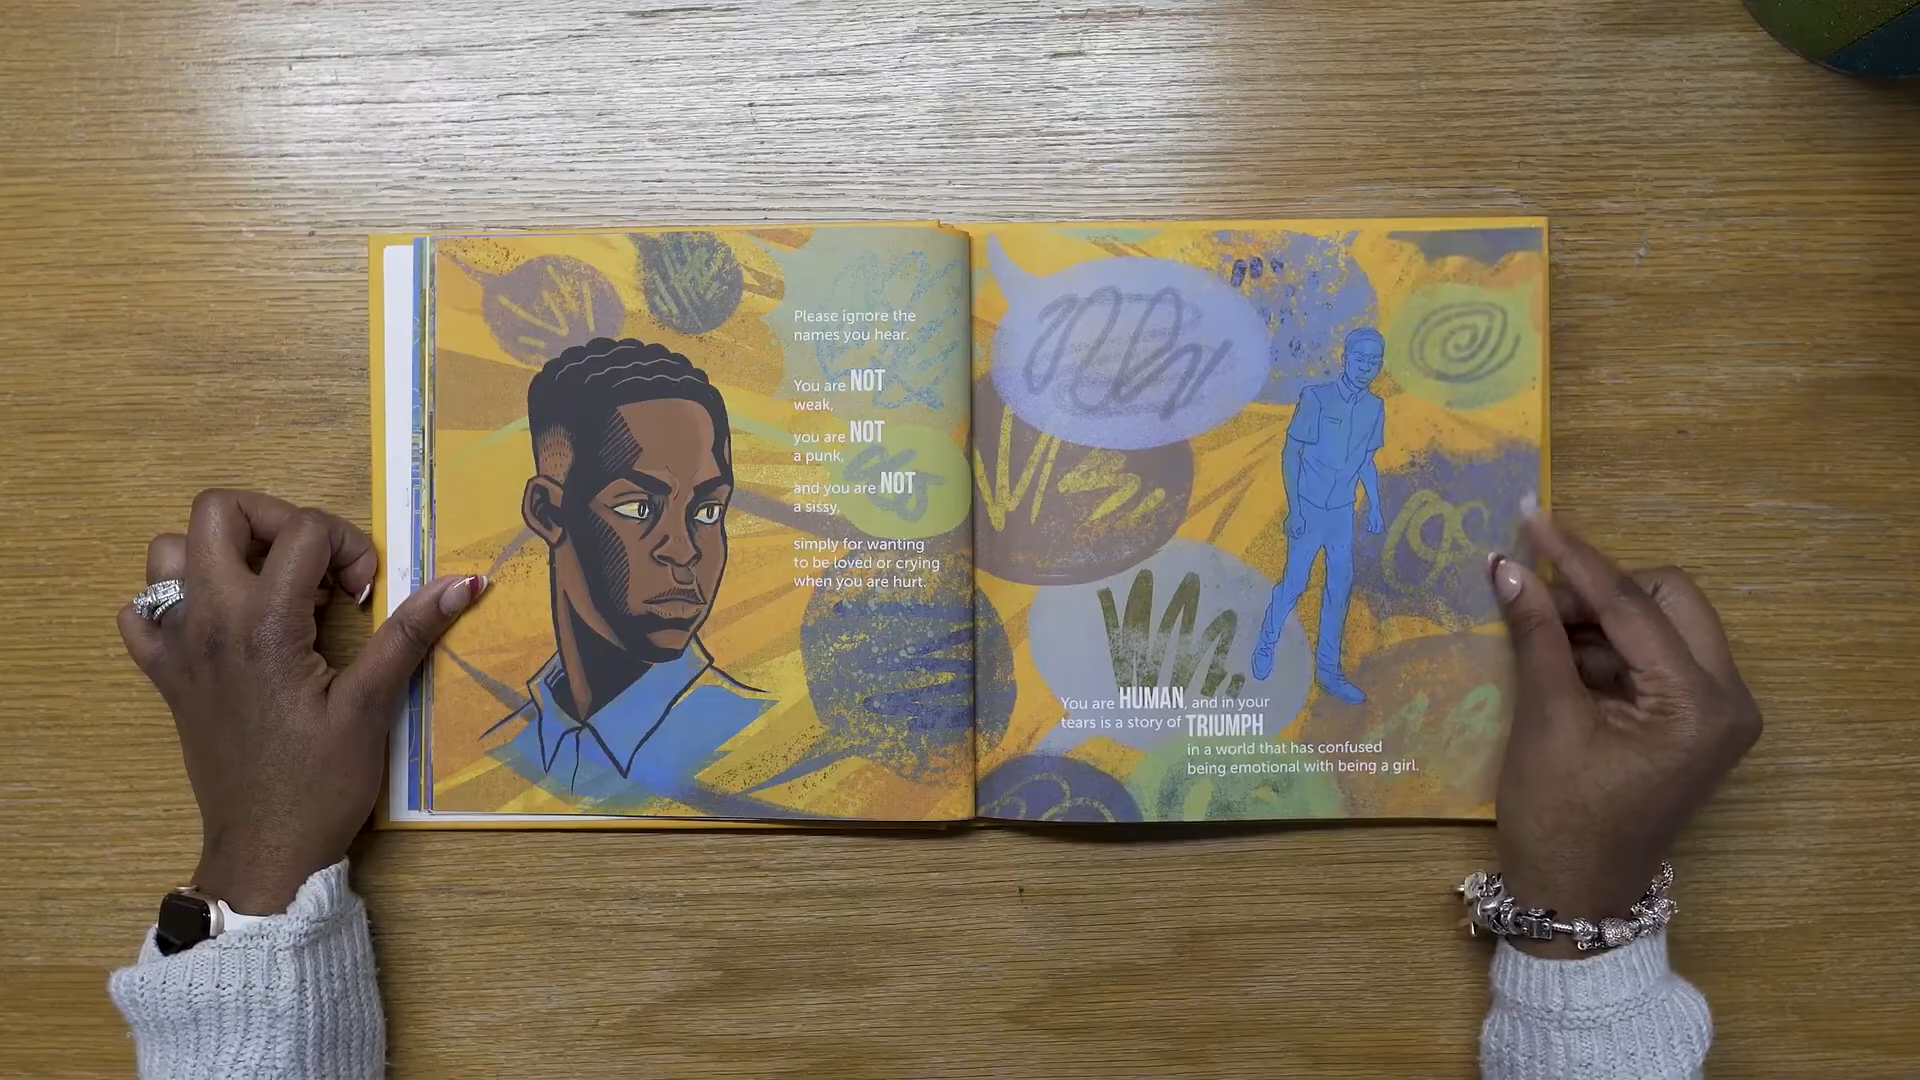 Please ignore the
names you hear.
You are NOT
weak,
you are NOT
a punk,
and you are NOT
a sissy,
simply for wanting
to be loved or crying
when you are hurt.
You are HUMAN, and in your
tears is a story of TRIUMPH
in a world that has confused
being emotional with being a girl.